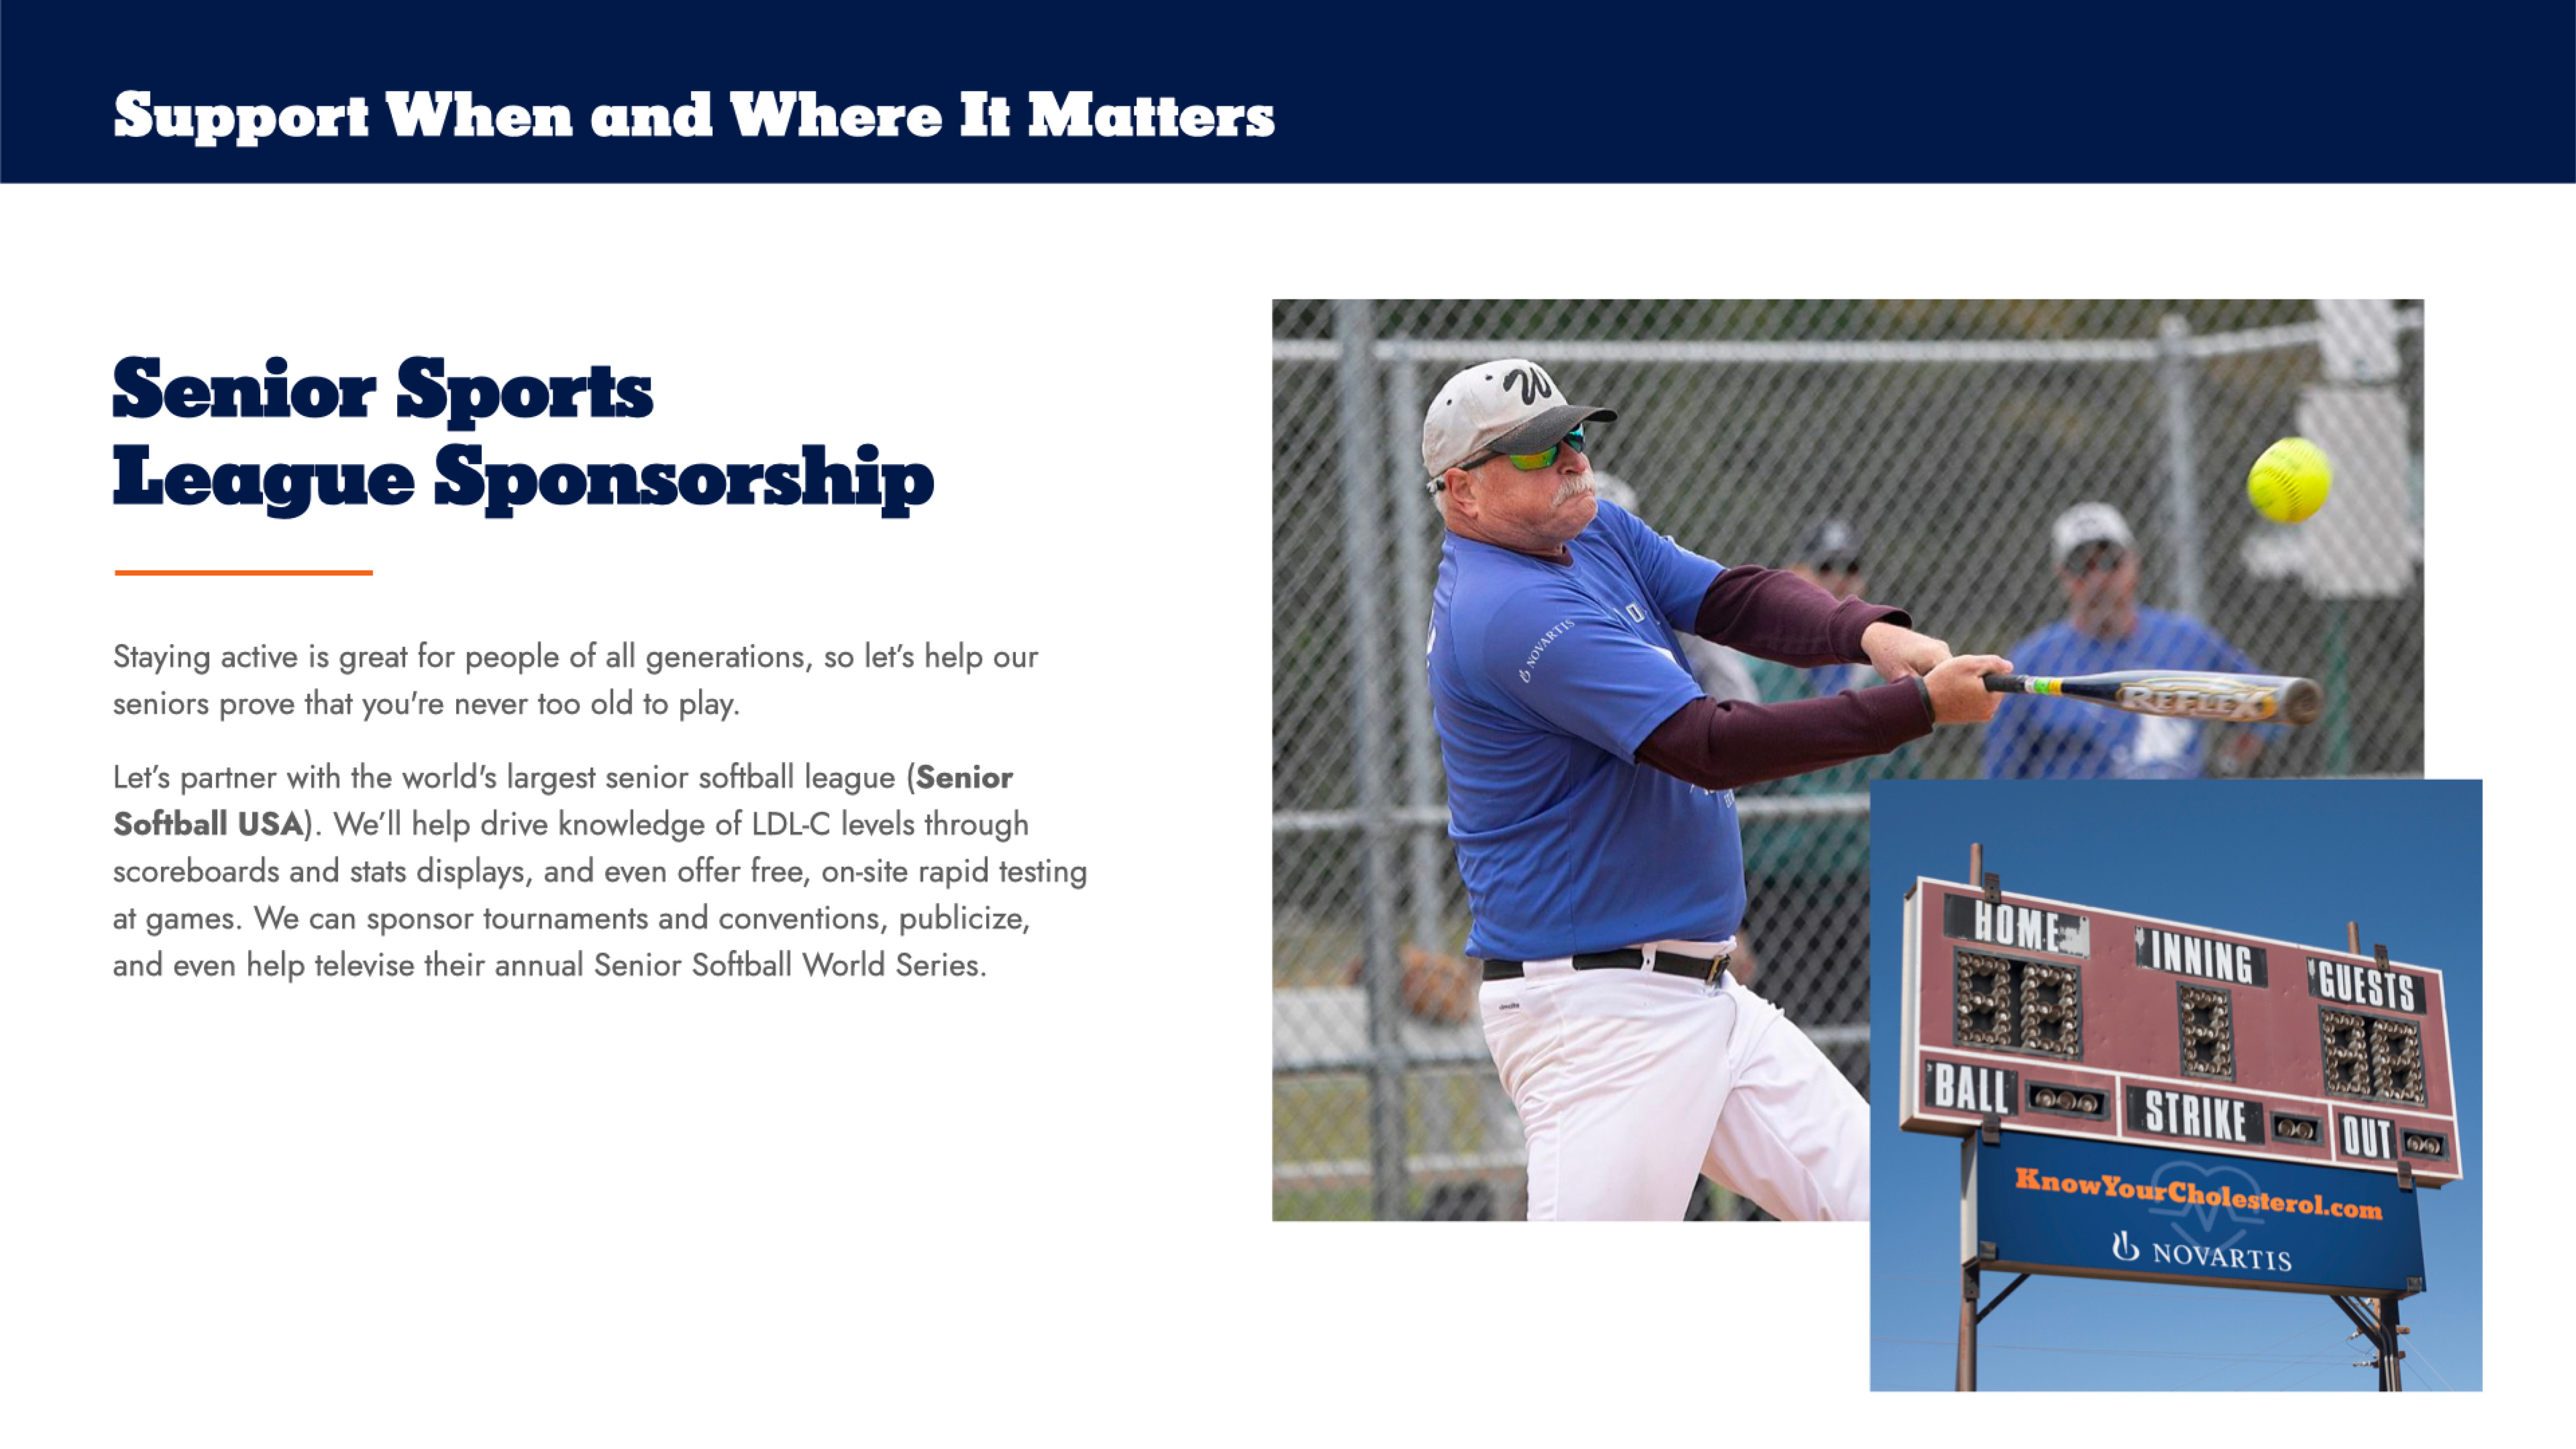 Support When and Where It Matters
Senior Sports
League Sponsorship
Staying active is great for people of all generations, so let’s help our
seniors prove that you're never too old to play.
Let’s partner with the world’s largest senior softball league (Senior
Softball USA). We’ll help drive knowledge of LDL-C levels through
scoreboards and stats displays, and even offer free, on-site rapid testing
at games. We can sponsor tournaments and conventions, publicize,
and even help televise their annual Senior Softball World Series.
W
NOVARTIS
REFLEX
HOME
INNING
GUESTS
BALL
STRIKE
OUT
KnowYourCholesterol.com
NOVARTIS